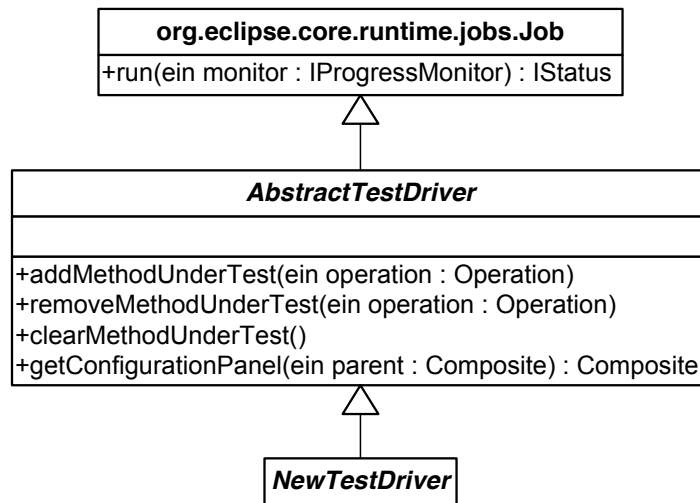 org.eclipse.core.runtime.jobs.Job
+run(ein monitor : IProgressMonitor) : IStatus
AbstractTestDriver
+addMethodUnderTest(ein operation : Operation)
+removeMethodUnderTest(ein operation : Operation)
+clearMethodUnderTest()
+getConfigurationPanel(ein parent : Composite) : Composite
NewTestDriver